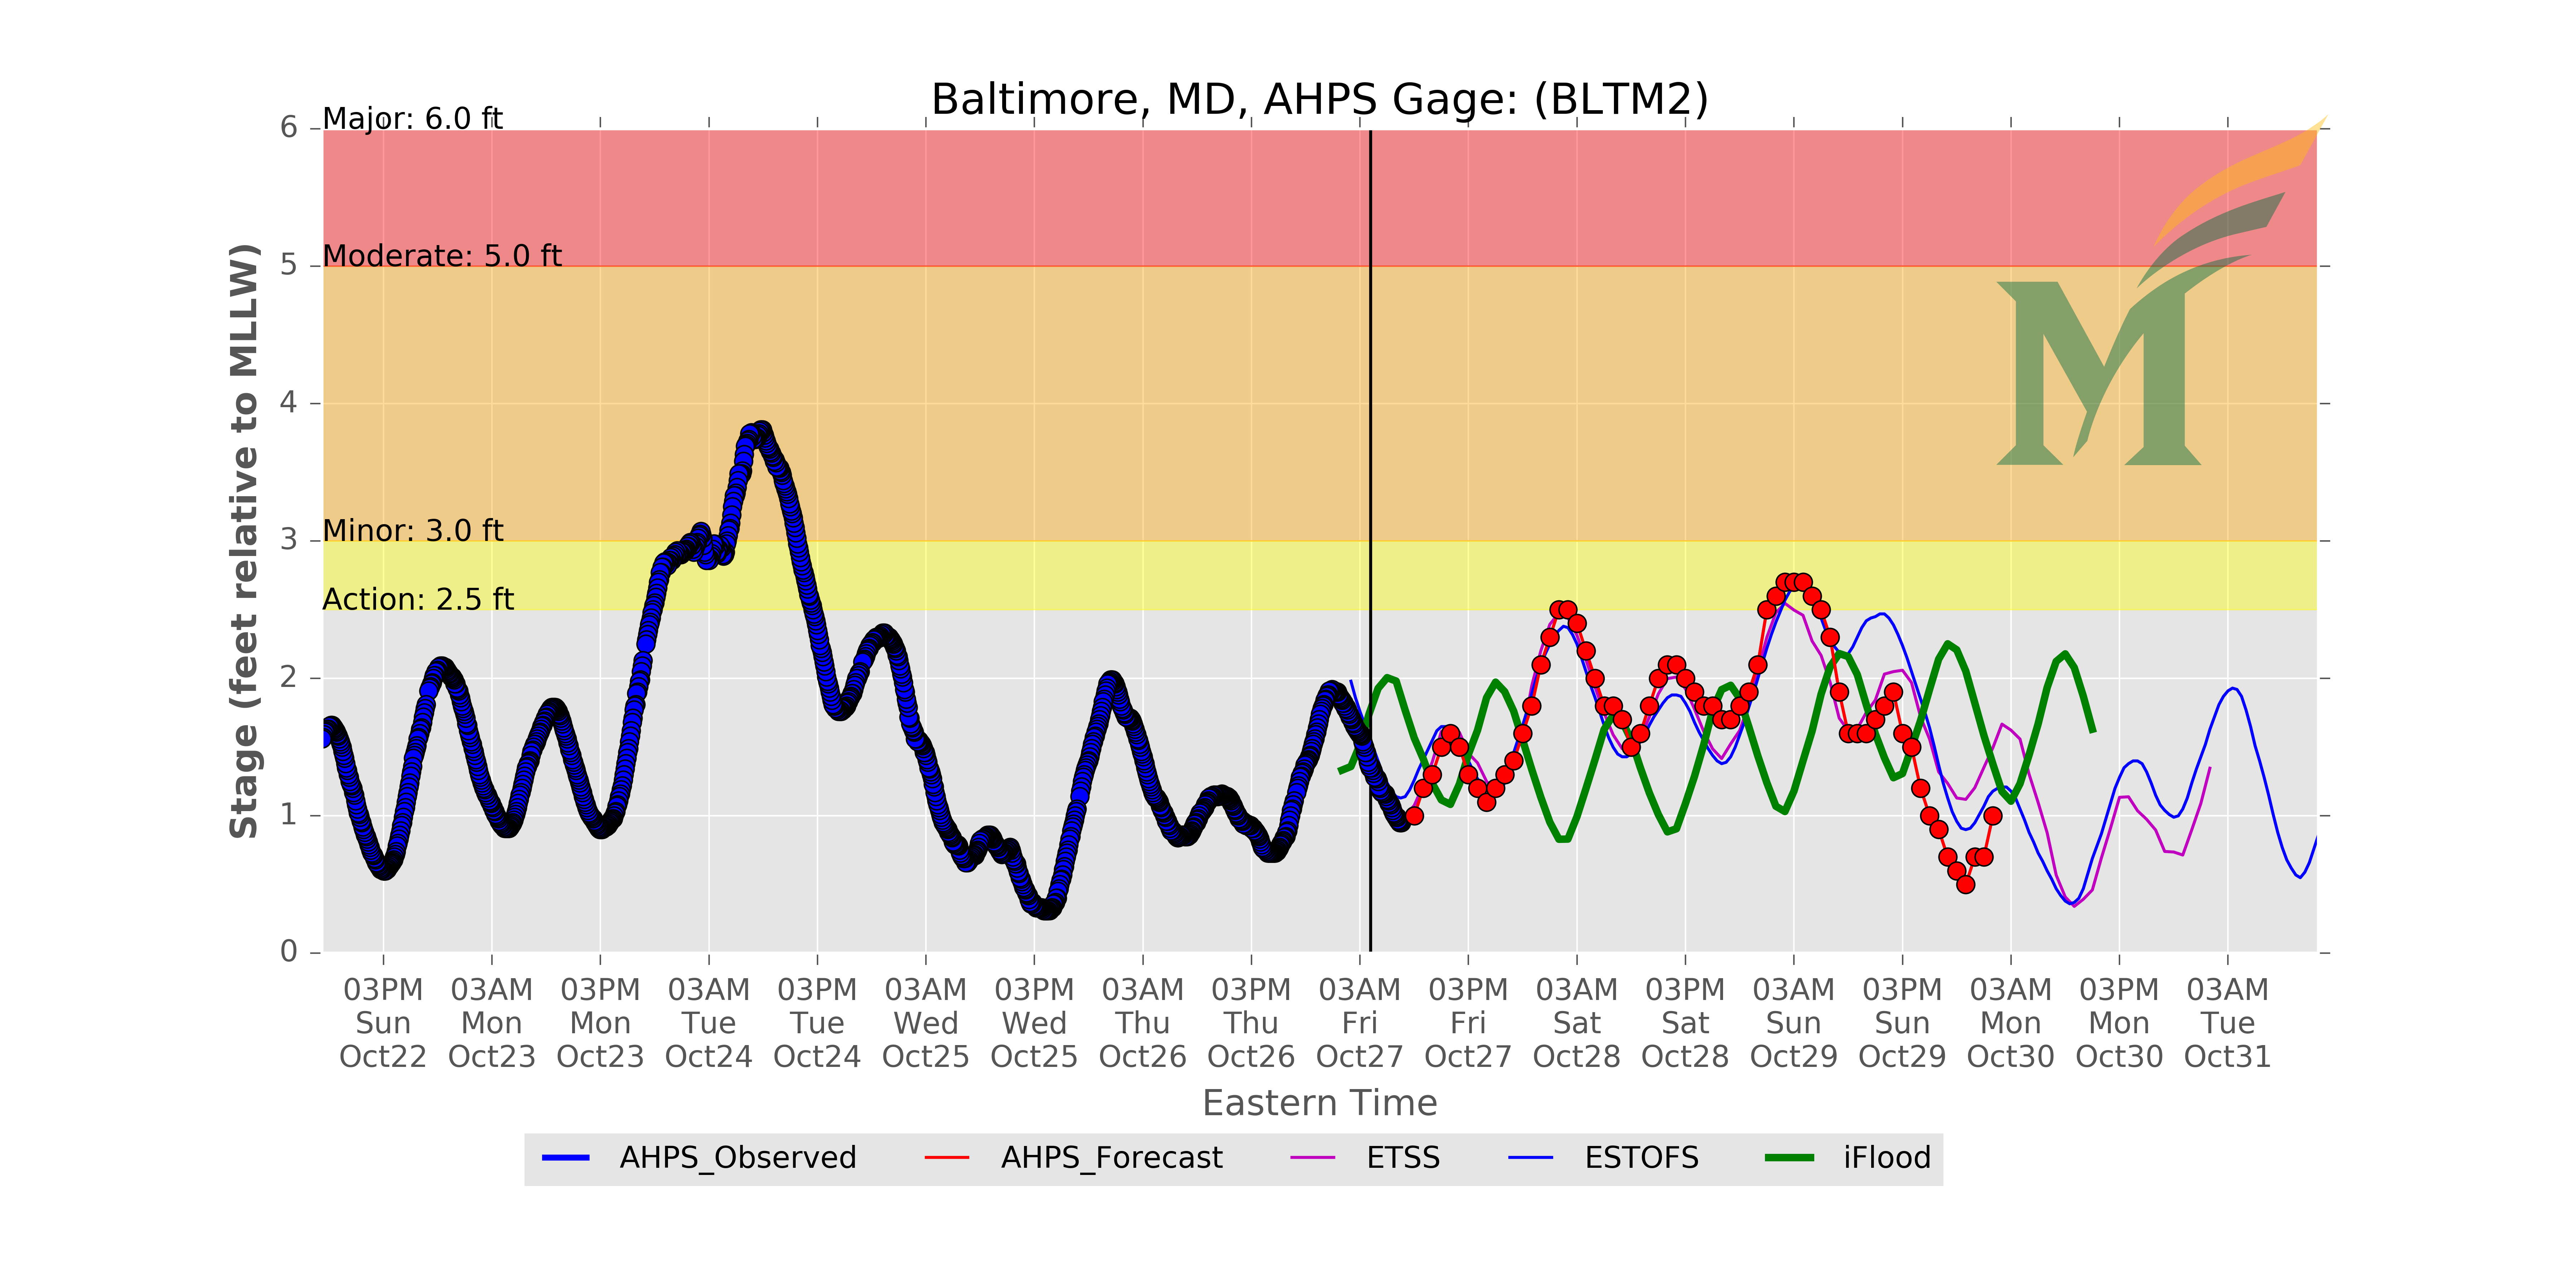 Baltimore, MD, AHPS Gage: (BLTM2)
Major: 6.0 ft
Moderate: 5.0 ft
Minor: 3.0 ft
Action: 2.5 ft
6
5
4
3
2
1
0
Stage (feet relative to MLLW)
03PM 03AM 03PM 03AM 03PM 03AM 03PM 03AM 03PM 03AM 03PM 03AM 03PM 03AM 03PM 03AM 03PM 03AM
Sun Mon Mon Tue Tue Wed Wed Thu Thu Fri Fri Sat Sat Sun Sun Mon Mon Tue
Oct22 Oct23 Oct23 Oct24 Oct24 Oct25 Oct25 Oct26 Oct26 Oct27 Oct27 Oct28 Oct28 Oct29 Oct29 Oct30 Oct30 Oct31
Eastern Time
AHPS_Observed AHPS_Forecast ETSS ESTOFS iFlood
M